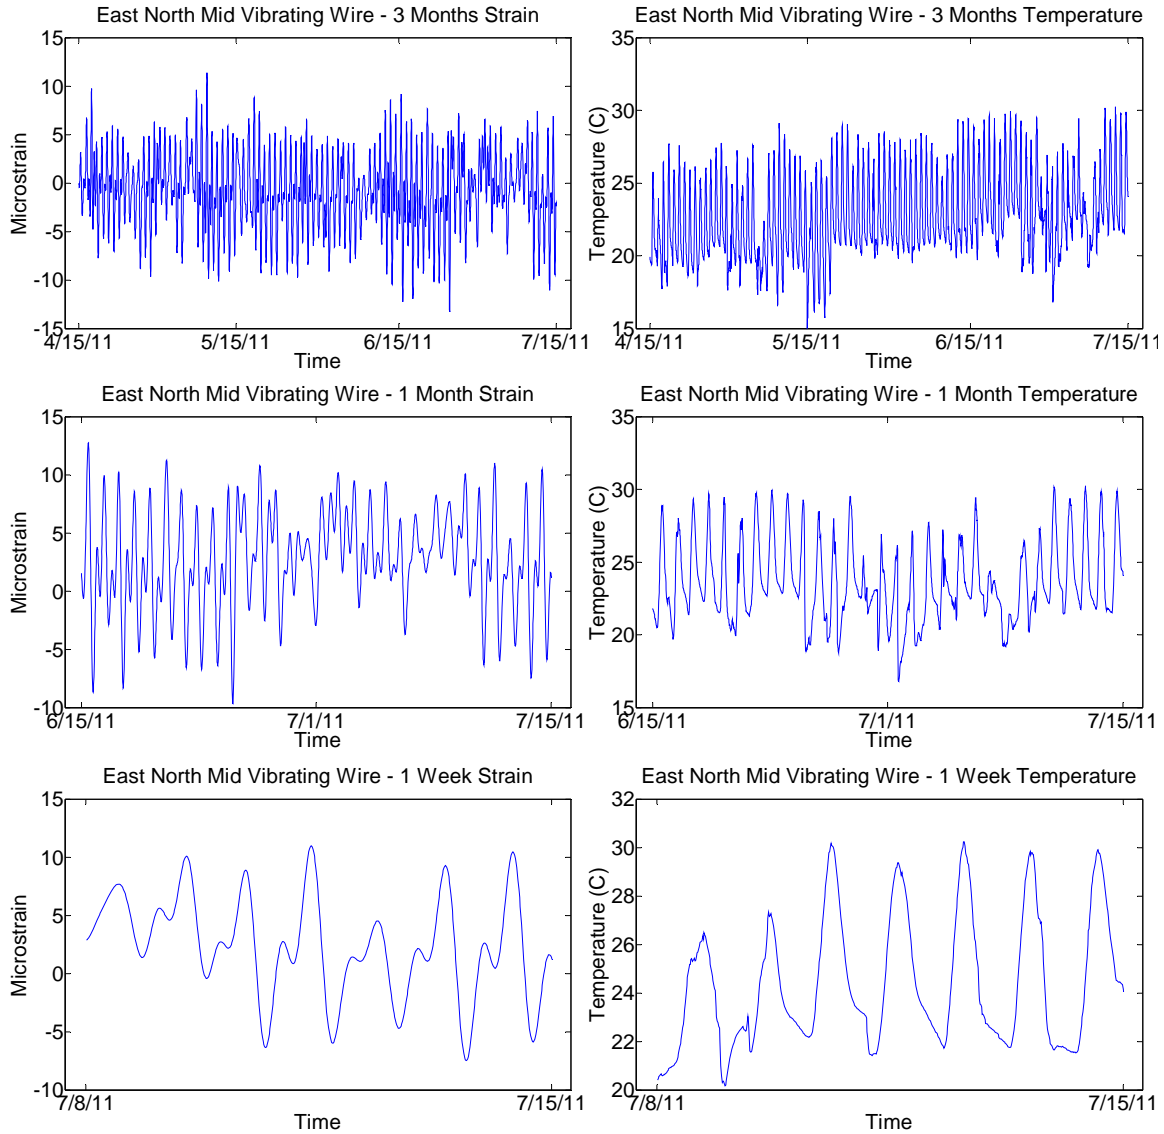 East North Mid Vibrating Wire - 3 Months Strain
15
10
5
0
-5
-10
-15
Microstrain
4/15/11 5/15/11 6/15/11 7/15/11
Time
East North Mid Vibrating Wire - 3 Months Temperature
35
30
25
20
15
Temperature (C)
4/15/11 5/15/11 6/15/11 7/15/11
Time
East North Mid Vibrating Wire - 1 Month Strain
15
10
5
0
-5
-10
Microstrain
6/15/11 7/1/11 7/15/11
Time
East North Mid Vibrating Wire - 1 Month Temperature
35
30
25
20
15
Temperature (C)
6/15/11 7/1/11 7/15/11
Time
East North Mid Vibrating Wire - 1 Week Strain
15
10
5
0
-5
-10
Microstrain
7/8/11 7/15/11
Time
East North Mid Vibrating Wire - 1 Week Temperature
32
30
28
26
24
22
20
Temperature (C)
7/8/11 7/15/11
Time